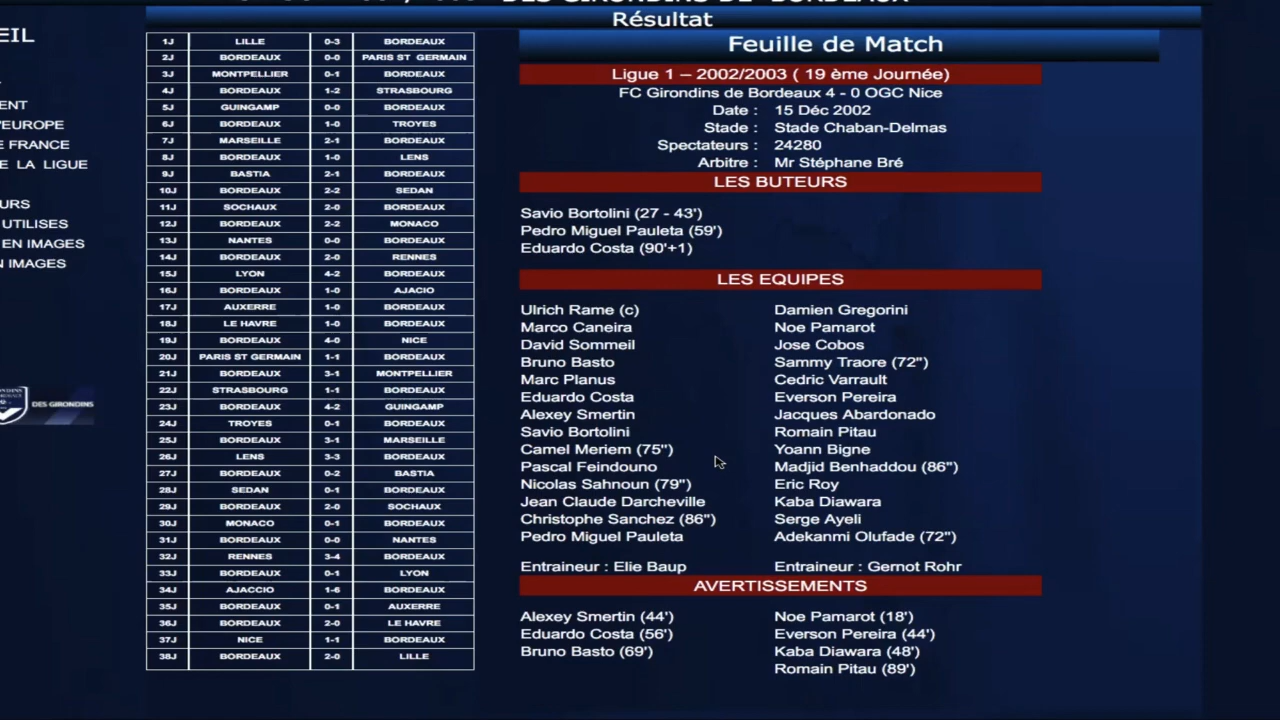 DES GIRONDINS DE BORDEAUX
Résultat
EIL
ENT
'EUROPE
E FRANCE
E LA LIGUE
URS
UTILISES
EN IMAGES
N IMAGES
DES GIRONDINS
1J LILLE 0-3 BORDEAUX
2J BORDEAUX 0-0 PARIS ST GERMAIN
3J MONTPELLIER 0-1 BORDEAUX
4J BORDEAUX 1-2 STRASBOURG
5J GUINGAMP 0-0 BORDEAUX
6J BORDEAUX 1-0 TROYES
7J MARSEILLE 2-1 BORDEAUX
8J BORDEAUX 1-0 LENS
9J BASTIA 2-1 BORDEAUX
10J BORDEAUX 2-2 SEDAN
11J SOCHAUX 2-0 BORDEAUX
12J BORDEAUX 2-2 MONACO
13J NANTES 0-0 BORDEAUX
14J BORDEAUX 2-0 RENNES
15J LYON 4-2 BORDEAUX
16J BORDEAUX 1-0 AJACIO
17J AUXERRE 1-0 BORDEAUX
18J LE HAVRE 1-0 BORDEAUX
19J BORDEAUX 4-0 NICE
20J PARIS ST GERMAIN 1-1 BORDEAUX
21J BORDEAUX 3-1 MONTPELLIER
22J STRASBOURG 1-1 BORDEAUX
23J BORDEAUX 4-2 GUINGAMP
24J TROYES 0-1 BORDEAUX
25J BORDEAUX 3-1 MARSEILLE
26J LENS 3-3 BORDEAUX
27J BORDEAUX 0-2 BASTIA
28J SEDAN 0-1 BORDEAUX
29J BORDEAUX 2-0 SOCHAUX
30J MONACO 0-1 BORDEAUX
31J BORDEAUX 0-0 NANTES
32J RENNES 3-4 BORDEAUX
33J BORDEAUX 0-1 LYON
34J AJACCIO 1-6 BORDEAUX
35J BORDEAUX 0-1 AUXERRE
36J BORDEAUX 2-0 LE HAVRE
37J NICE 1-1 BORDEAUX
38J BORDEAUX 2-0 LILLE
Feuille de Match
Ligue 1 – 2002/2003 ( 19 ème Journée)
FC Girondins de Bordeaux 4 - 0 OGC Nice
Date : 15 Déc 2002
Stade : Stade Chaban-Delmas
Spectateurs : 24280
Arbitre : Mr Stéphane Bré
LES BUTEURS
Savio Bortolini (27 - 43')
Pedro Miguel Pauleta (59')
Eduardo Costa (90'+1)
LES EQUIPES
Ulrich Rame (c) Damien Gregorini
Marco Caneira Noe Pamarot
David Sommeil Jose Cobos
Bruno Basto Sammy Traore (72")
Marc Planus Cedric Varrault
Eduardo Costa Everson Pereira
Alexey Smertin Jacques Abardonado
Savio Bortolini Romain Pitau
Camel Meriem (75") Yoann Bigne
Pascal Feindouno Madjid Benhaddou (86")
Nicolas Sahnoun (79") Eric Roy
Jean Claude Darcheville Kaba Diawara
Christophe Sanchez (86") Serge Ayeli
Pedro Miguel Pauleta Adekanmi Olufade (72")
Entraineur : Elie Baup Entraineur : Gernot Rohr
AVERTISSEMENTS
Alexey Smertin (44') Noe Pamarot (18')
Eduardo Costa (56') Everson Pereira (44')
Bruno Basto (69') Kaba Diawara (48')
Romain Pitau (89')